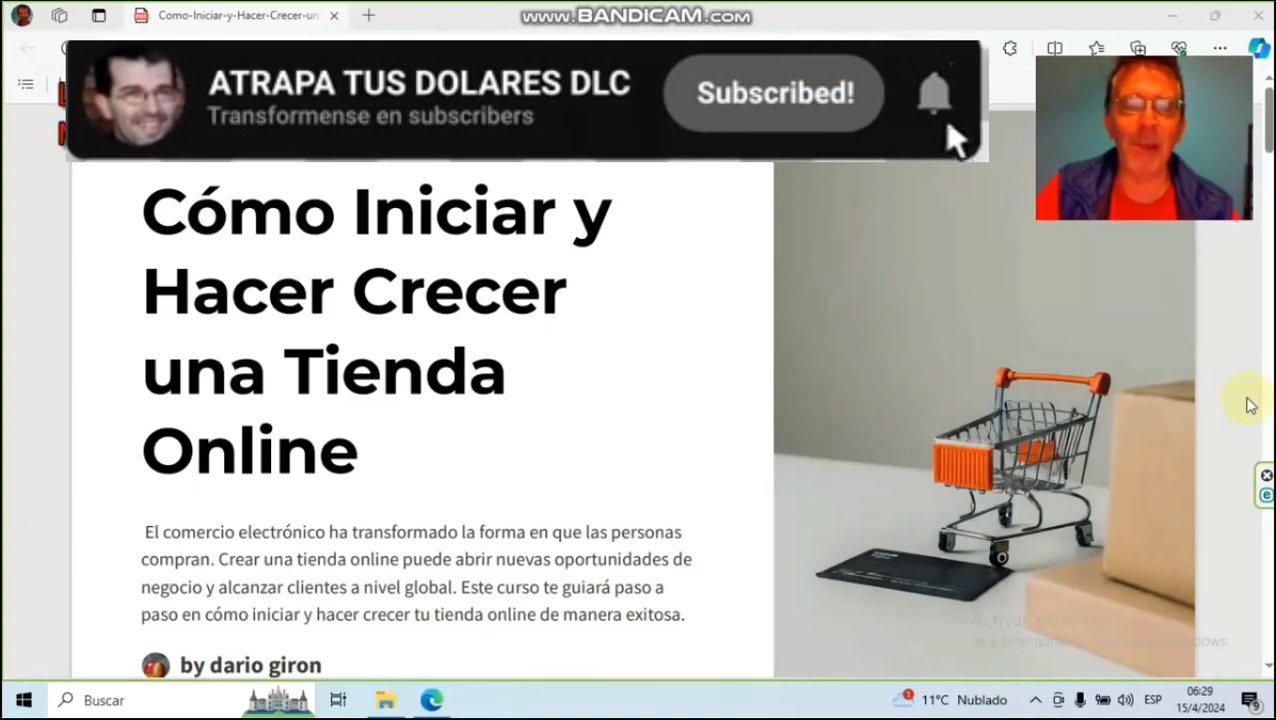 Como-Iniciar-y-Hacer-Crecer-un
www.BANDICAM.com
ATRAPA TUS DOLARES DLC
Transformense en subscribers
Subscribed!
Cómo Iniciar y
Hacer Crecer
una Tienda
Online
El comercio electrónico ha transformado la forma en que las personas
compran. Crear una tienda online puede abrir nuevas oportunidades de
negocio y alcanzar clientes a nivel global. Este curso te guiará paso a
paso en cómo iniciar y hacer crecer tu tienda online de manera exitosa.
by dario giron
Buscar
11°C Nublado
ESP
06:29
15/4/2024
9